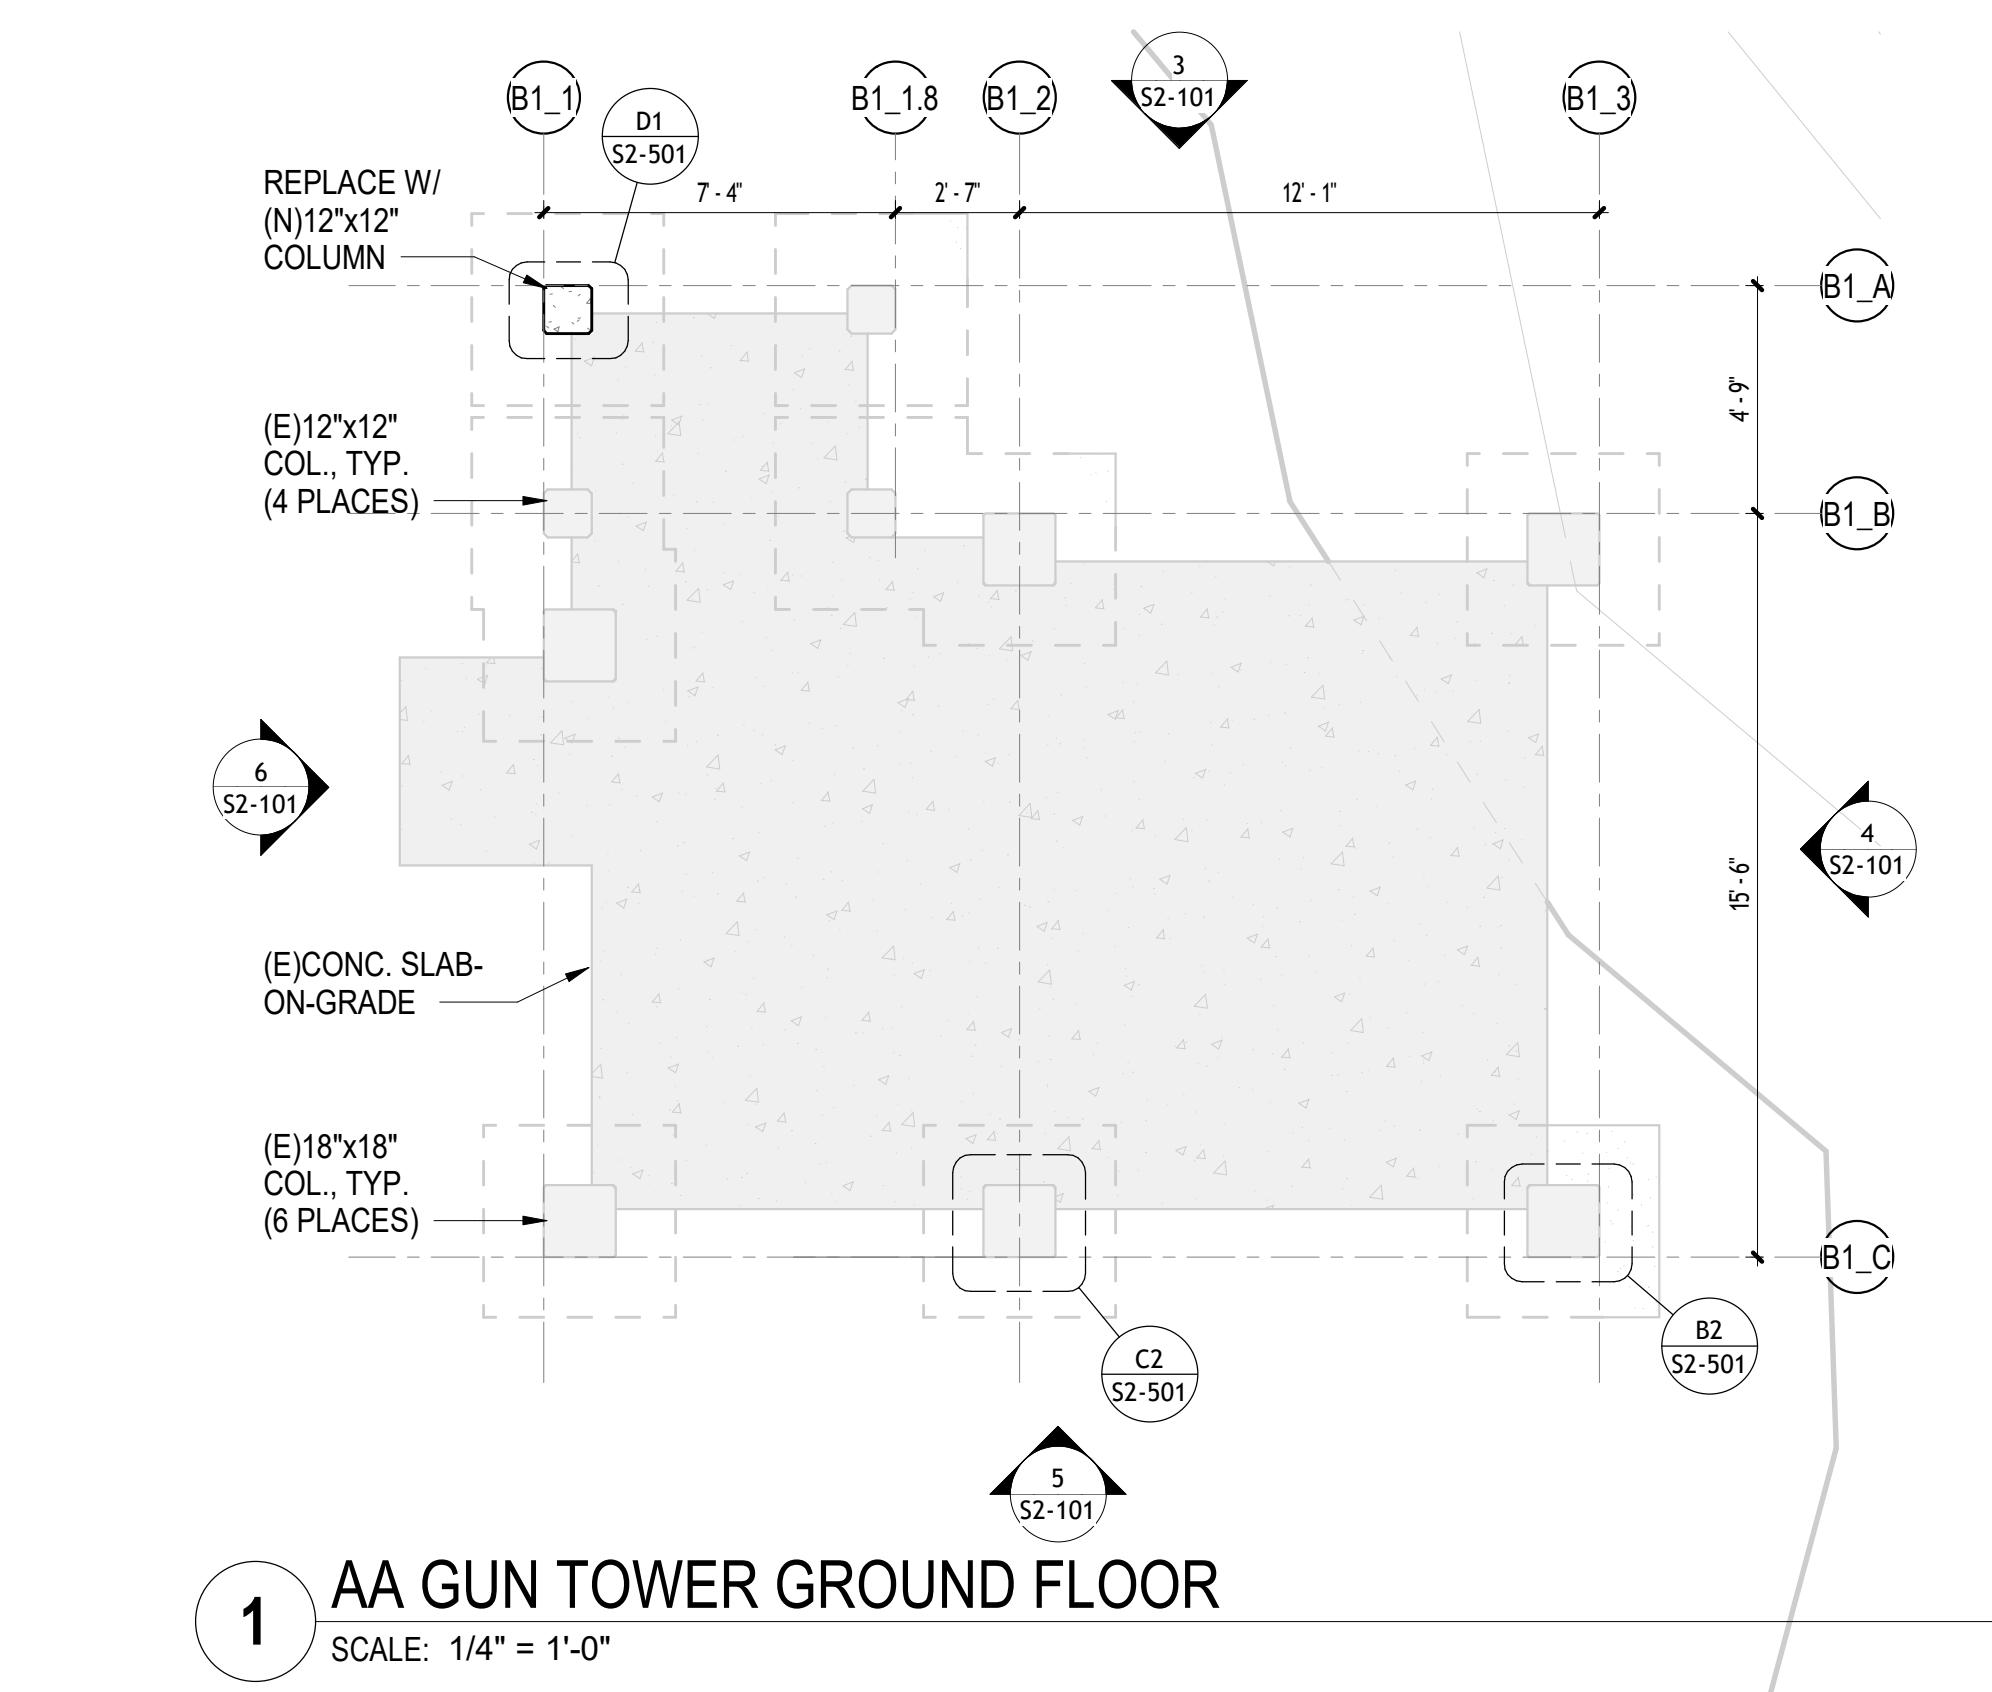 B1_1
B1_1.8
B1_2
3
S2-101
B1_3
D1
S2-501
REPLACE W/
(N)12"x12"
COLUMN
7' - 4"
2' - 7"
12' - 1"
B1_A
4' - 9"
(E)12"x12"
COL., TYP.
(4 PLACES)
B1_B
6
S2-101
4
S2-101
15' - 6"
(E)CONC. SLAB-
ON-GRADE
(E)18"x18"
COL., TYP.
(6 PLACES)
B1_C
C2
S2-501
B2
S2-501
5
S2-101
1
AA GUN TOWER GROUND FLOOR
SCALE: 1/4" = 1'-0"